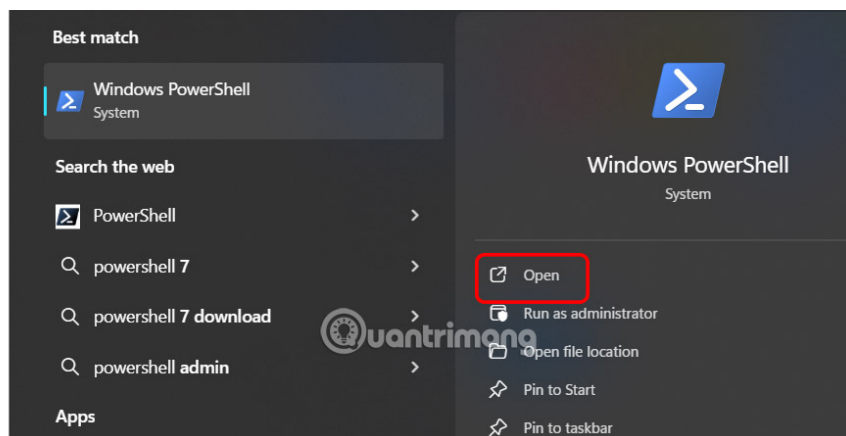 Best match
Windows PowerShell
System
Search the web
PowerShell
powershell 7
powershell 7 download
powershell admin
Apps
Windows PowerShell
System
Open
Run as administrator
Open file location
Pin to Start
Pin to taskbar
Quantrimang